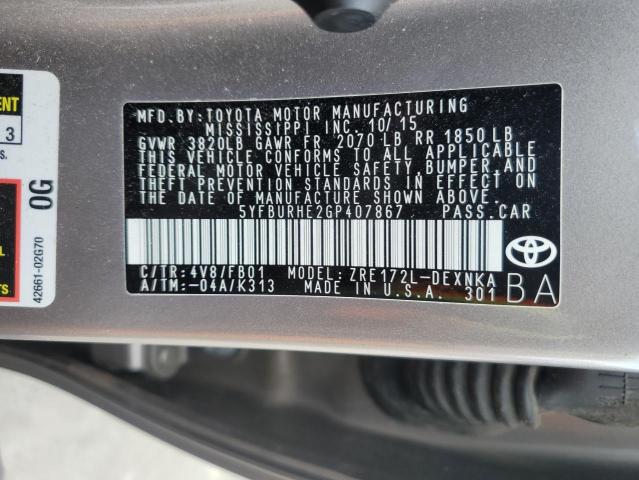 MFD.BY:TOYOTA MOTOR MANUFACTURING
MISSISSIPPI INC. 10/15
GVWR 3820LB GAWR FR 2070 LB RR 1850 LB
THIS VEHICLE CONFORMS TO ALL APPLICABLE
FEDERAL MOTOR VEHICLE SAFETY,BUMPER,AND
THEFT PREVENTION STANDARDS IN EFFECT ON
THE DATE OF MANUFACTURE SHOWN ABOVE.
5YFBURHE2GP407867 PASS.CAR
C/TR:4V8/FB01 MODEL:ZRE172L-DEXNKA
A/TM:-04A/K313 MADE IN U.S.A. 301
BA
3
0G
42661-02G70